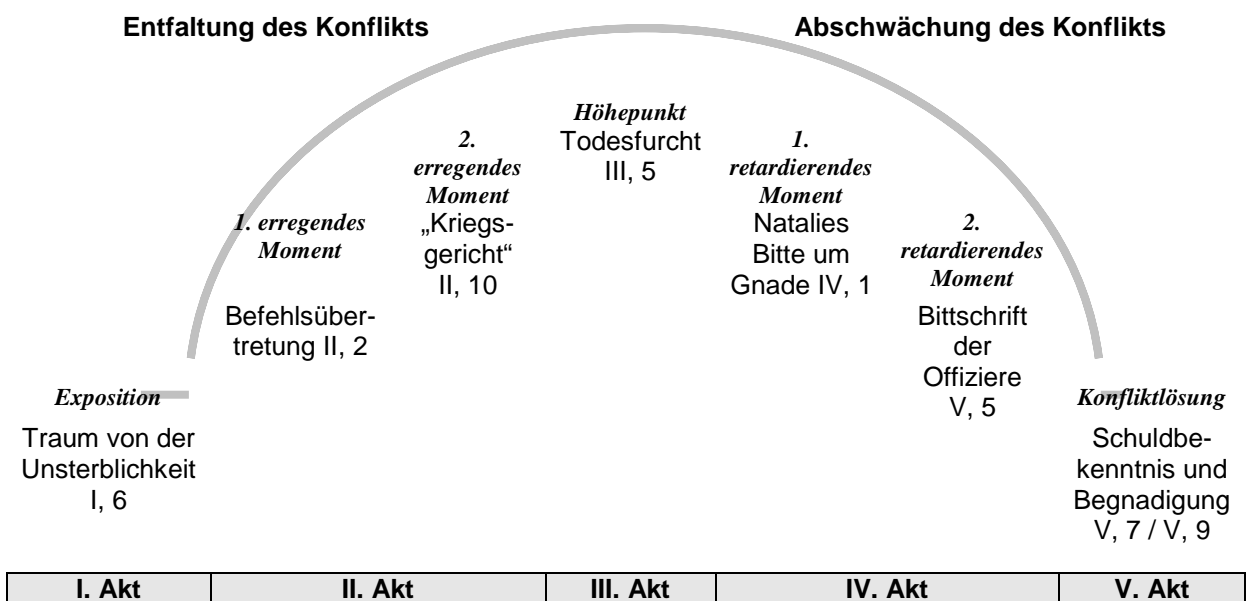 Entfaltung des Konflikts
Abschwächung des Konflikts
Exposition
Traum von der
Unsterblichkeit
I, 6
1. erregendes
Moment
Befehlsüber-
tretung II, 2
2.
erregendes
Moment
„Kriegs-
gericht“
II, 10
Höhepunkt
Todesfurcht
III, 5
1.
retardierendes
Moment
Natalies
Bitte um
Gnade IV, 1
2.
retardierendes
Moment
Bittschrift
der
Offiziere
V, 5
Konfliktlösung
Schuldbe-
kenntnis und
Begnadigung
V, 7 / V, 9
I. Akt II. Akt III. Akt IV. Akt V. Akt